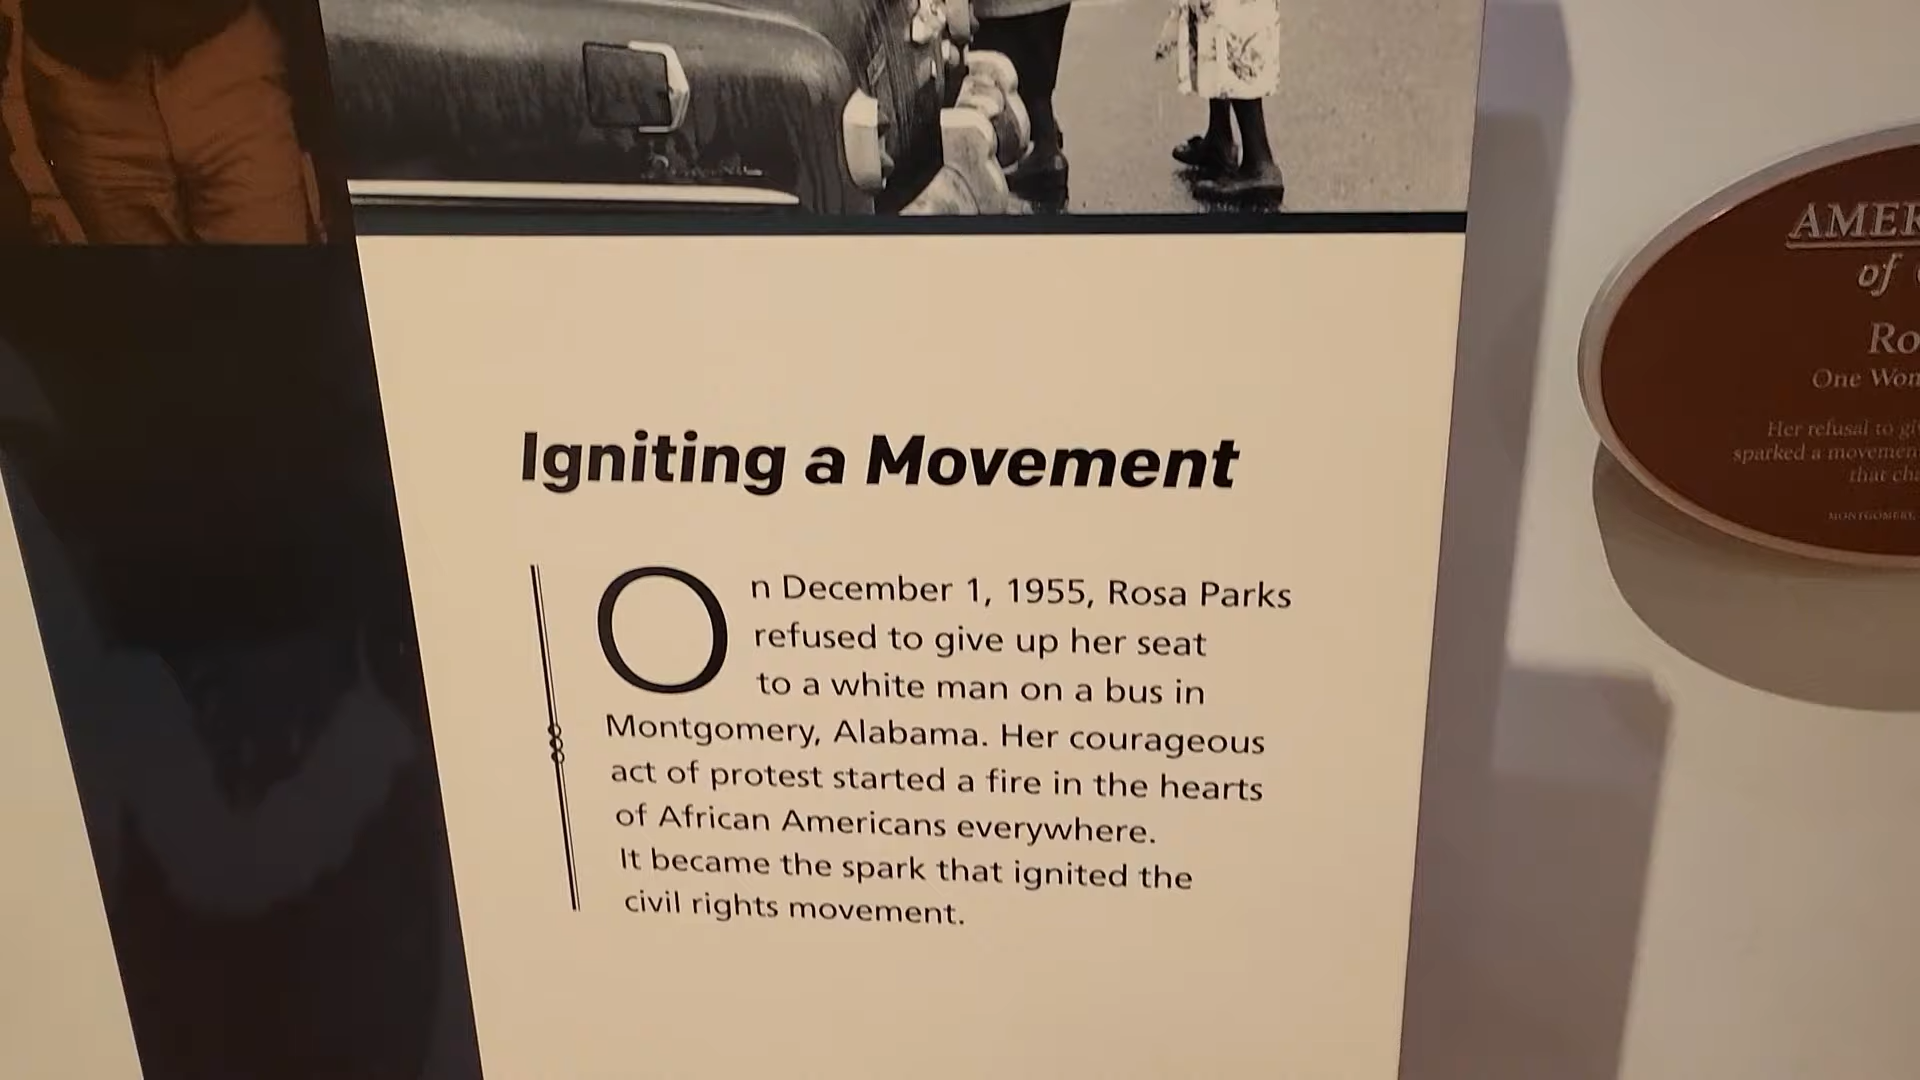 Igniting a Movement
On December 1, 1955, Rosa Parks
refused to give up her seat
to a white man on a bus in
Montgomery, Alabama. Her courageous
act of protest started a fire in the hearts
of African Americans everywhere.
It became the spark that ignited the
civil rights movement.
AMER
of
Ro
One Wom
Her refusal to gi
sparked a movemen
that cha
MONTGOMERY,